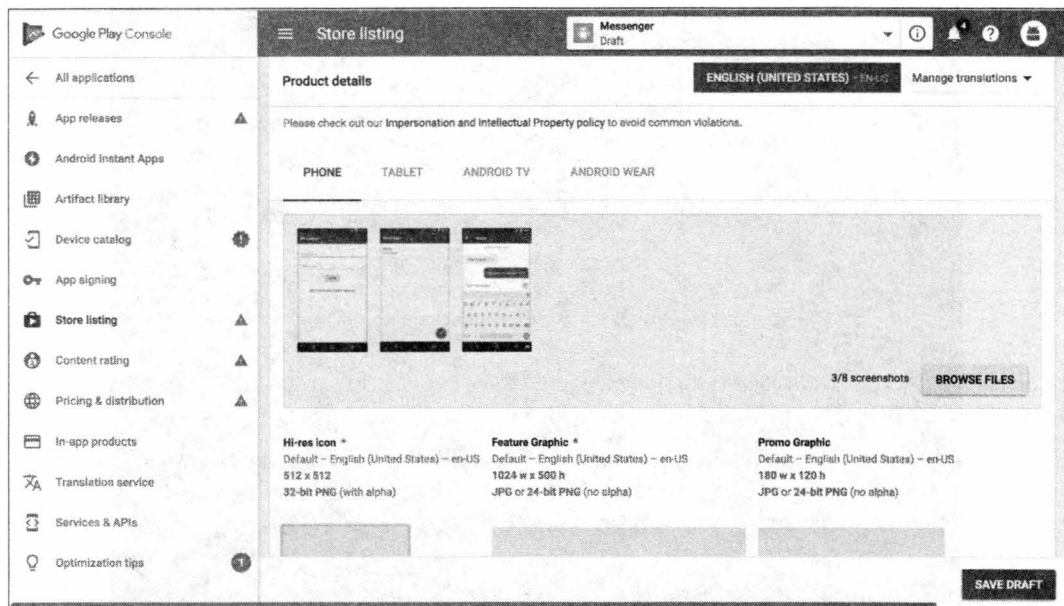 Google Play Console
Store listing
Messenger
Draft
4
All applications
App releases
Android Instant Apps
Artifact library
Device catalog
App signing
Store listing
Content rating
Pricing & distribution
In-app products
Translation service
Services & APIs
Optimization tips
1
Product details
ENGLISH (UNITED STATES) – EN-US
Manage translations
Please check out our Impersonation and Intellectual Property policy to avoid common violations.
PHONE TABLET ANDROID TV ANDROID WEAR
3/8 screenshots
BROWSE FILES
Hi-res icon *
Default – English (United States) – en-US
512 x 512
32-bit PNG (with alpha)
Feature Graphic *
Default – English (United States) – en-US
1024 w x 500 h
JPG or 24-bit PNG (no alpha)
Promo Graphic
Default – English (United States) – en-US
180 w x 120 h
JPG or 24-bit PNG (no alpha)
SAVE DRAFT